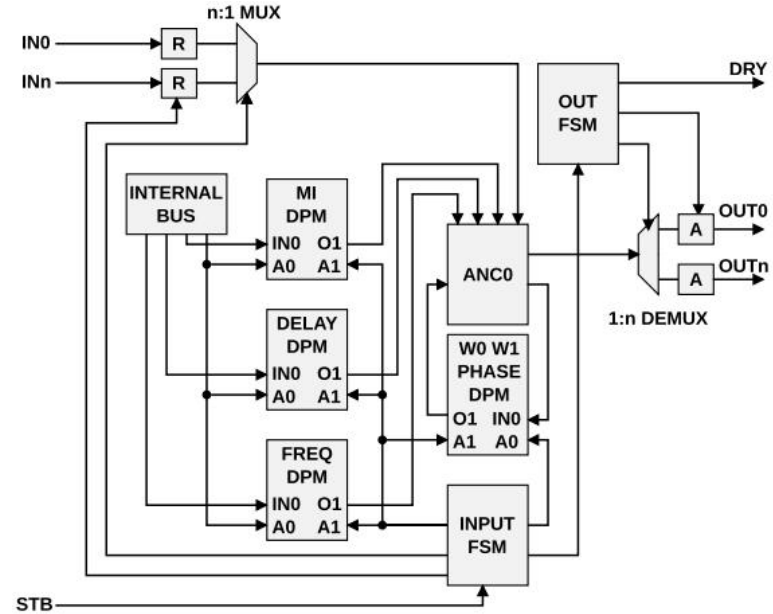 n:1 MUX
IN0
R
INn
R
DRY
OUT
FSM
INTERNAL
BUS
MI
DPM
IN0 O1
A0 A1
OUT0
A
OUTn
A
ANC0
1:n DEMUX
DELAY
DPM
IN0 O1
A0 A1
W0 W1
PHASE
DPM
O1 IN0
A1 A0
FREQ
DPM
IN0 O1
A0 A1
INPUT
FSM
STB